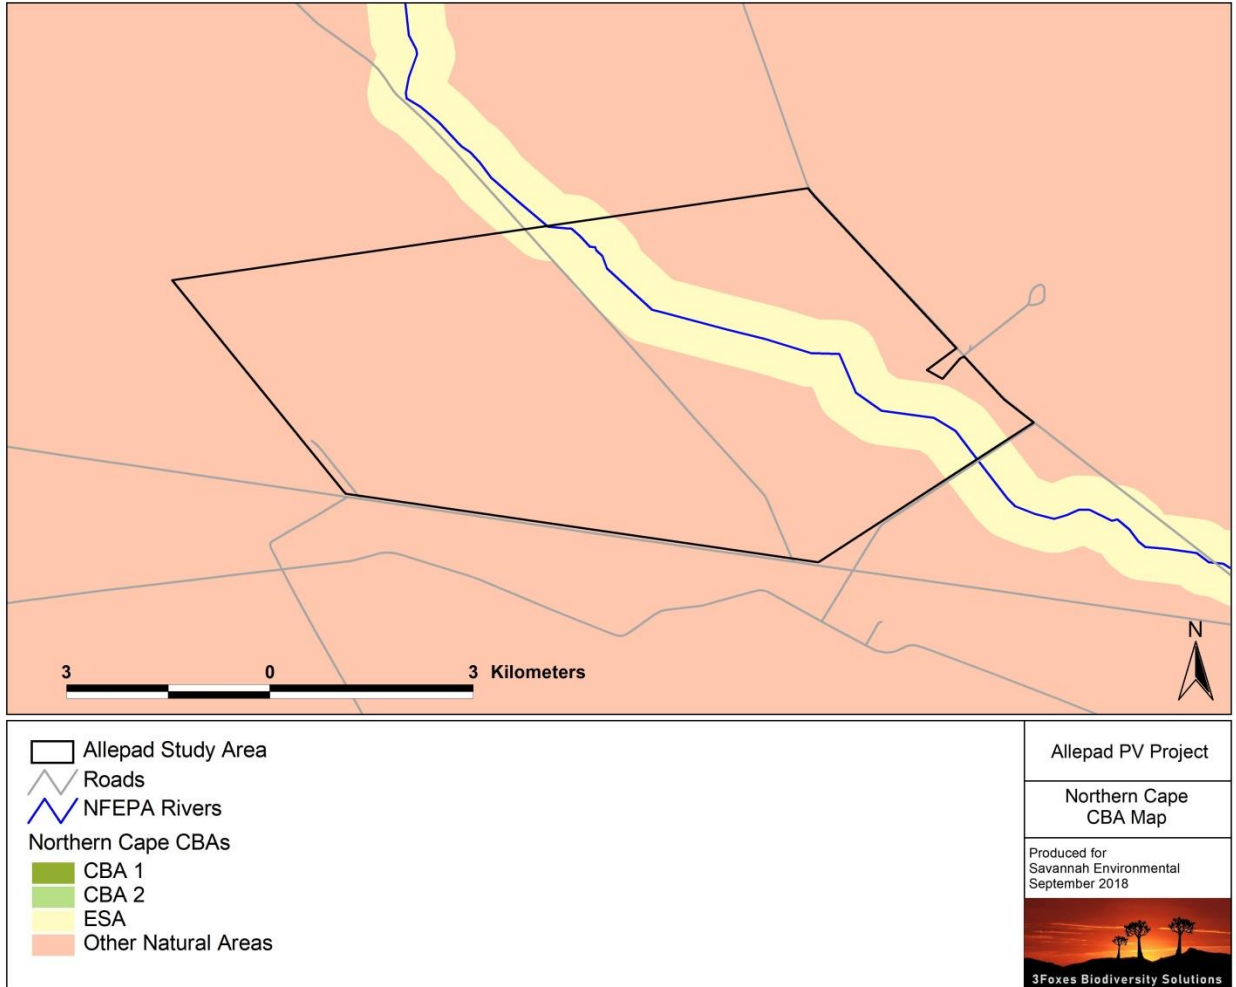 N
3 0 3 Kilometers
Allepad Study Area
Roads
NFEPA Rivers
Northern Cape CBAs
CBA 1
CBA 2
ESA
Other Natural Areas
Allepad PV Project
Northern Cape
CBA Map
Produced for
Savannah Environmental
September 2018
3Foxes Biodiversity Solutions